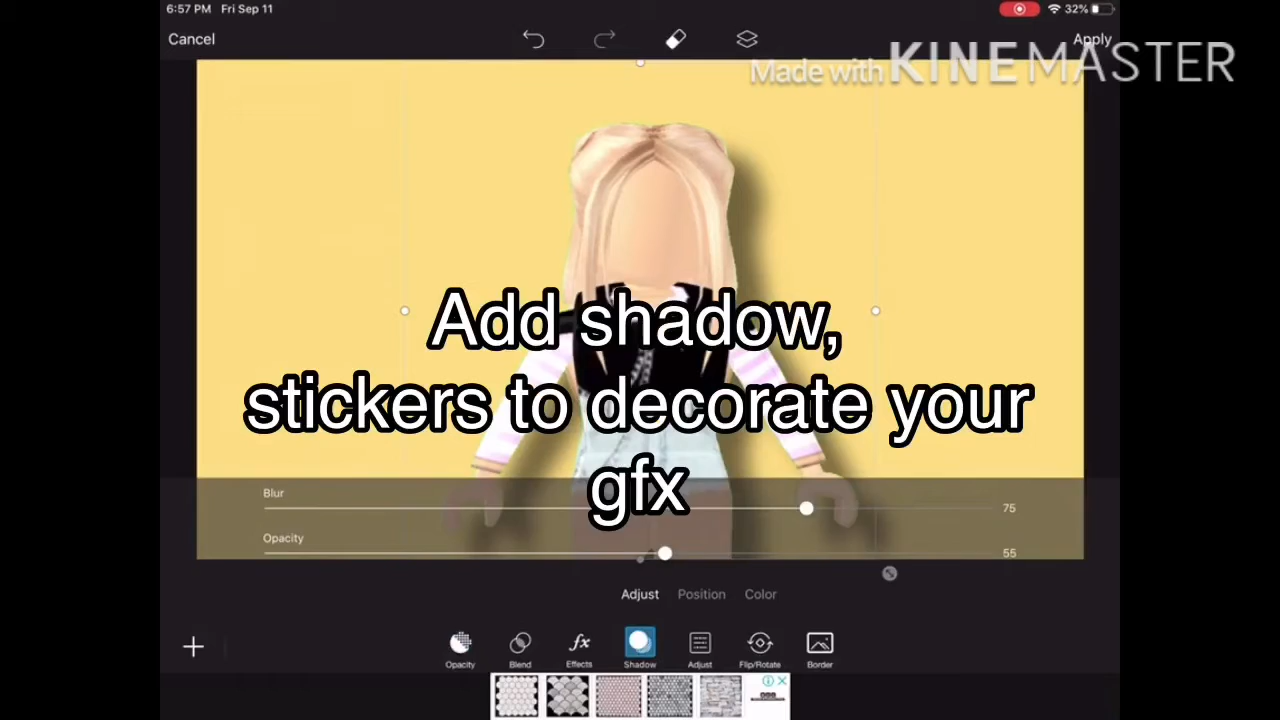 6:57 PM Fri Sep 11
32%
Cancel
Apply
Made with KINEMASTER
Add shadow,
stickers to decorate your
gfx
Blur
75
Opacity
55
Adjust Position Color
Opacity Blend Effects Shadow Adjust Flip/Rotate Border